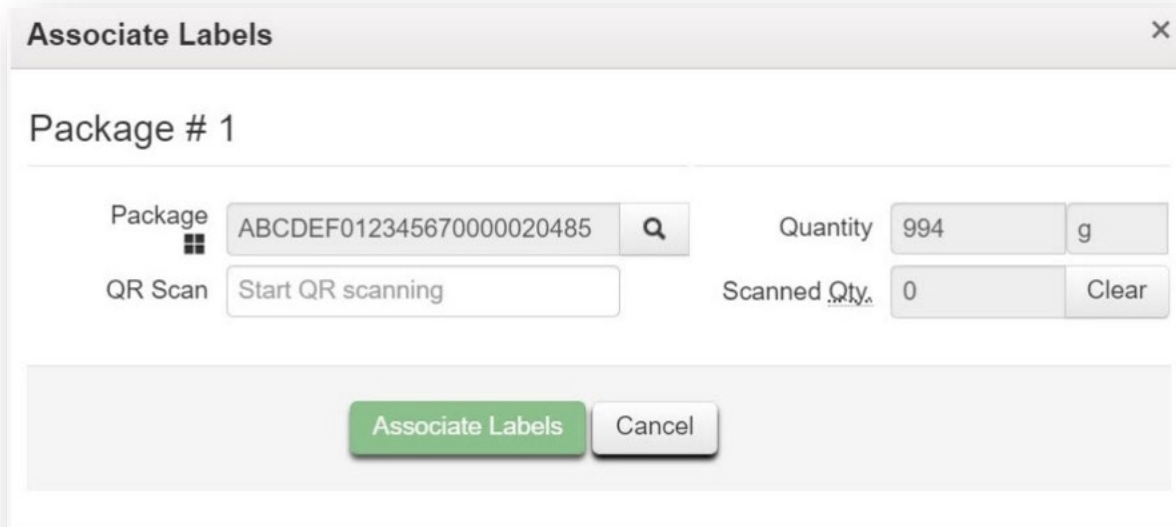 Associate Labels ×
Package # 1
Package ABCDEF012345670000020485 Quantity 994 g
QR Scan Start QR scanning Scanned Qty. 0 Clear
Associate Labels Cancel